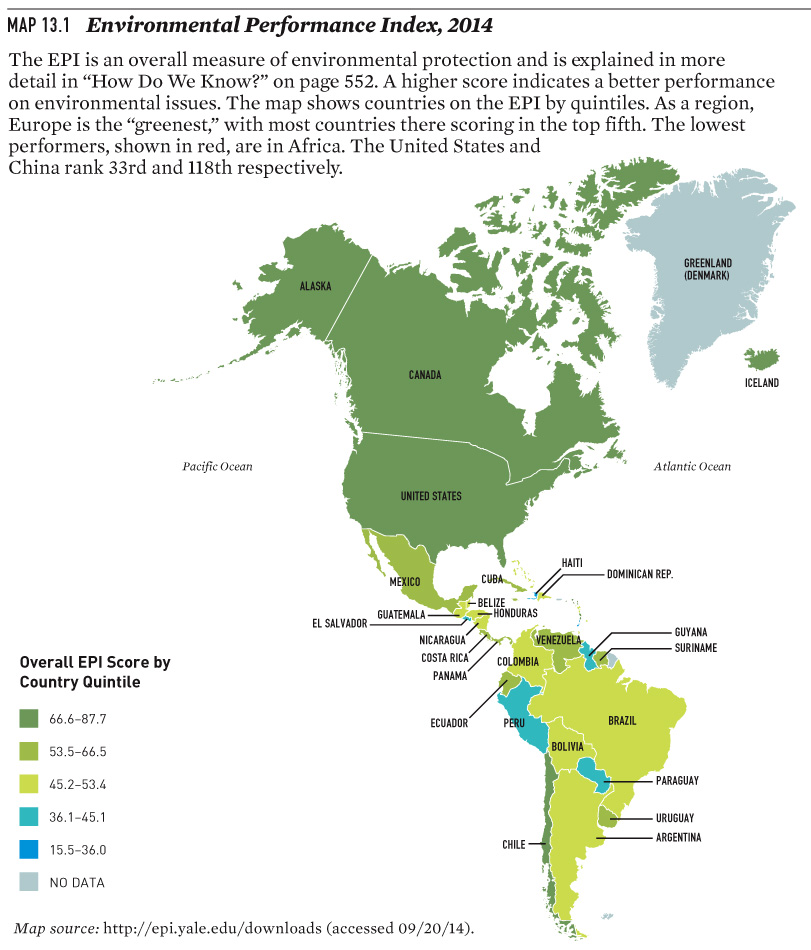 MAP 13.1 Environmental Performance Index, 2014
The EPI is an overall measure of environmental protection and is explained in more
detail in “How Do We Know?” on page 552. A higher score indicates a better performance
on environmental issues. The map shows countries on the EPI by quintiles. As a region,
Europe is the “greenest,” with most countries there scoring in the top fifth. The lowest
performers, shown in red, are in Africa. The United States and
China rank 33rd and 118th respectively.
GREENLAND
(DENMARK)
ALASKA
ICELAND
CANADA
Pacific Ocean
Atlantic Ocean
UNITED STATES
HAITI
DOMINICAN REP.
CUBA
MEXICO
BELIZE
GUATEMALA
HONDURAS
EL SALVADOR
NICARAGUA
COSTA RICA
PANAMA
VENEZUELA
GUYANA
SURINAME
COLOMBIA
ECUADOR
PERU
BRAZIL
BOLIVIA
PARAGUAY
URUGUAY
ARGENTINA
CHILE
Overall EPI Score by
Country Quintile
66.6–87.7
53.5–66.5
45.2–53.4
36.1–45.1
15.5–36.0
NO DATA
Map source: http://epi.yale.edu/downloads (accessed 09/20/14).